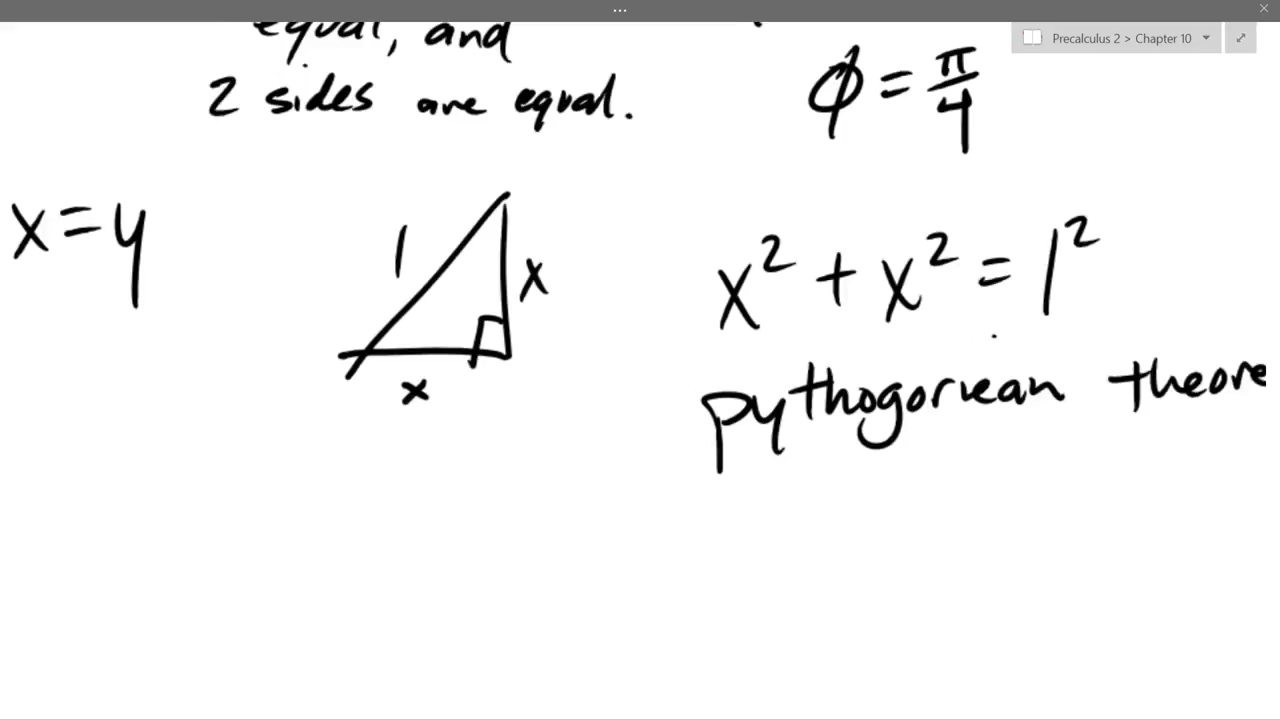 ...
Precalculus 2 > Chapter 10
equal, and
2 sides are equal.
φ = π/4
x = y
1
x
x
x² + x² = 1²
pythogorean theore